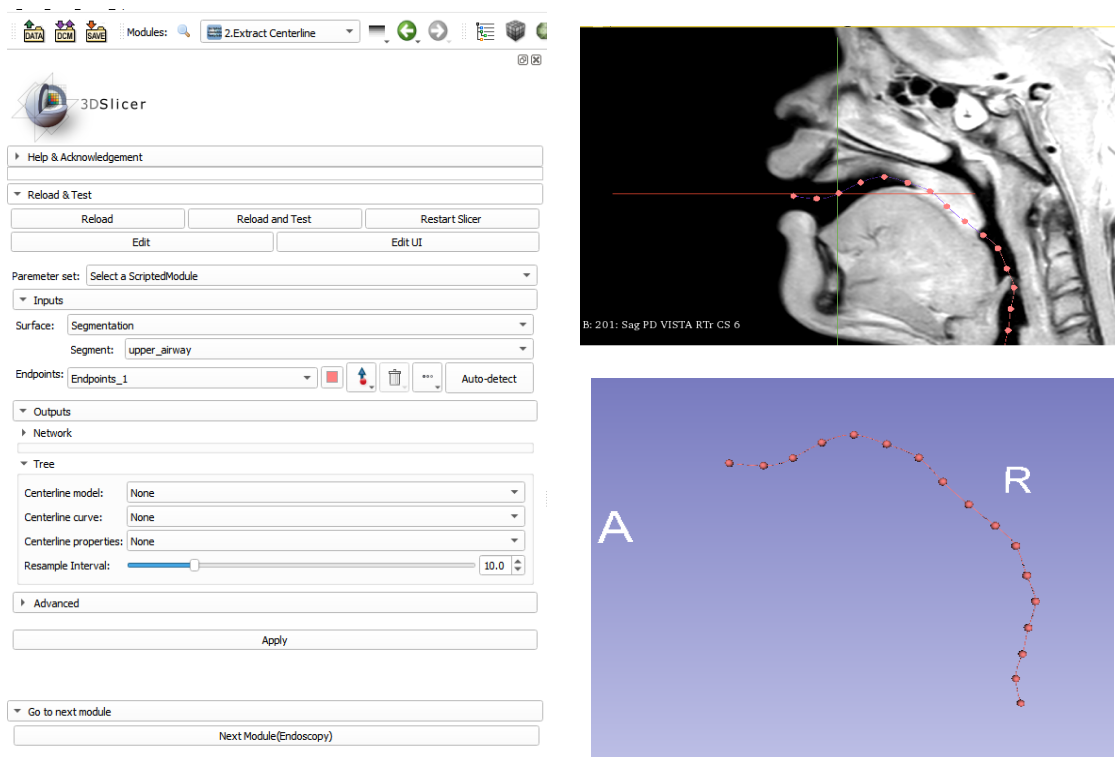 DATA DCM SAVE Modules: 2.Extract Centerline
3DSlicer
Help & Acknowledgement
Reload & Test
Reload Reload and Test Restart Slicer
Edit Edit UI
Paremeter set: Select a ScriptedModule
Inputs
Surface: Segmentation
Segment: upper_airway
Endpoints: Endpoints_1 Auto-detect
Outputs
Network
Tree
Centerline model: None
Centerline curve: None
Centerline properties: None
Resample Interval: 10.0
Advanced
Apply
Go to next module
Next Module(Endoscopy)
B: 201: Sag PD VISTA RTr CS 6
R
A